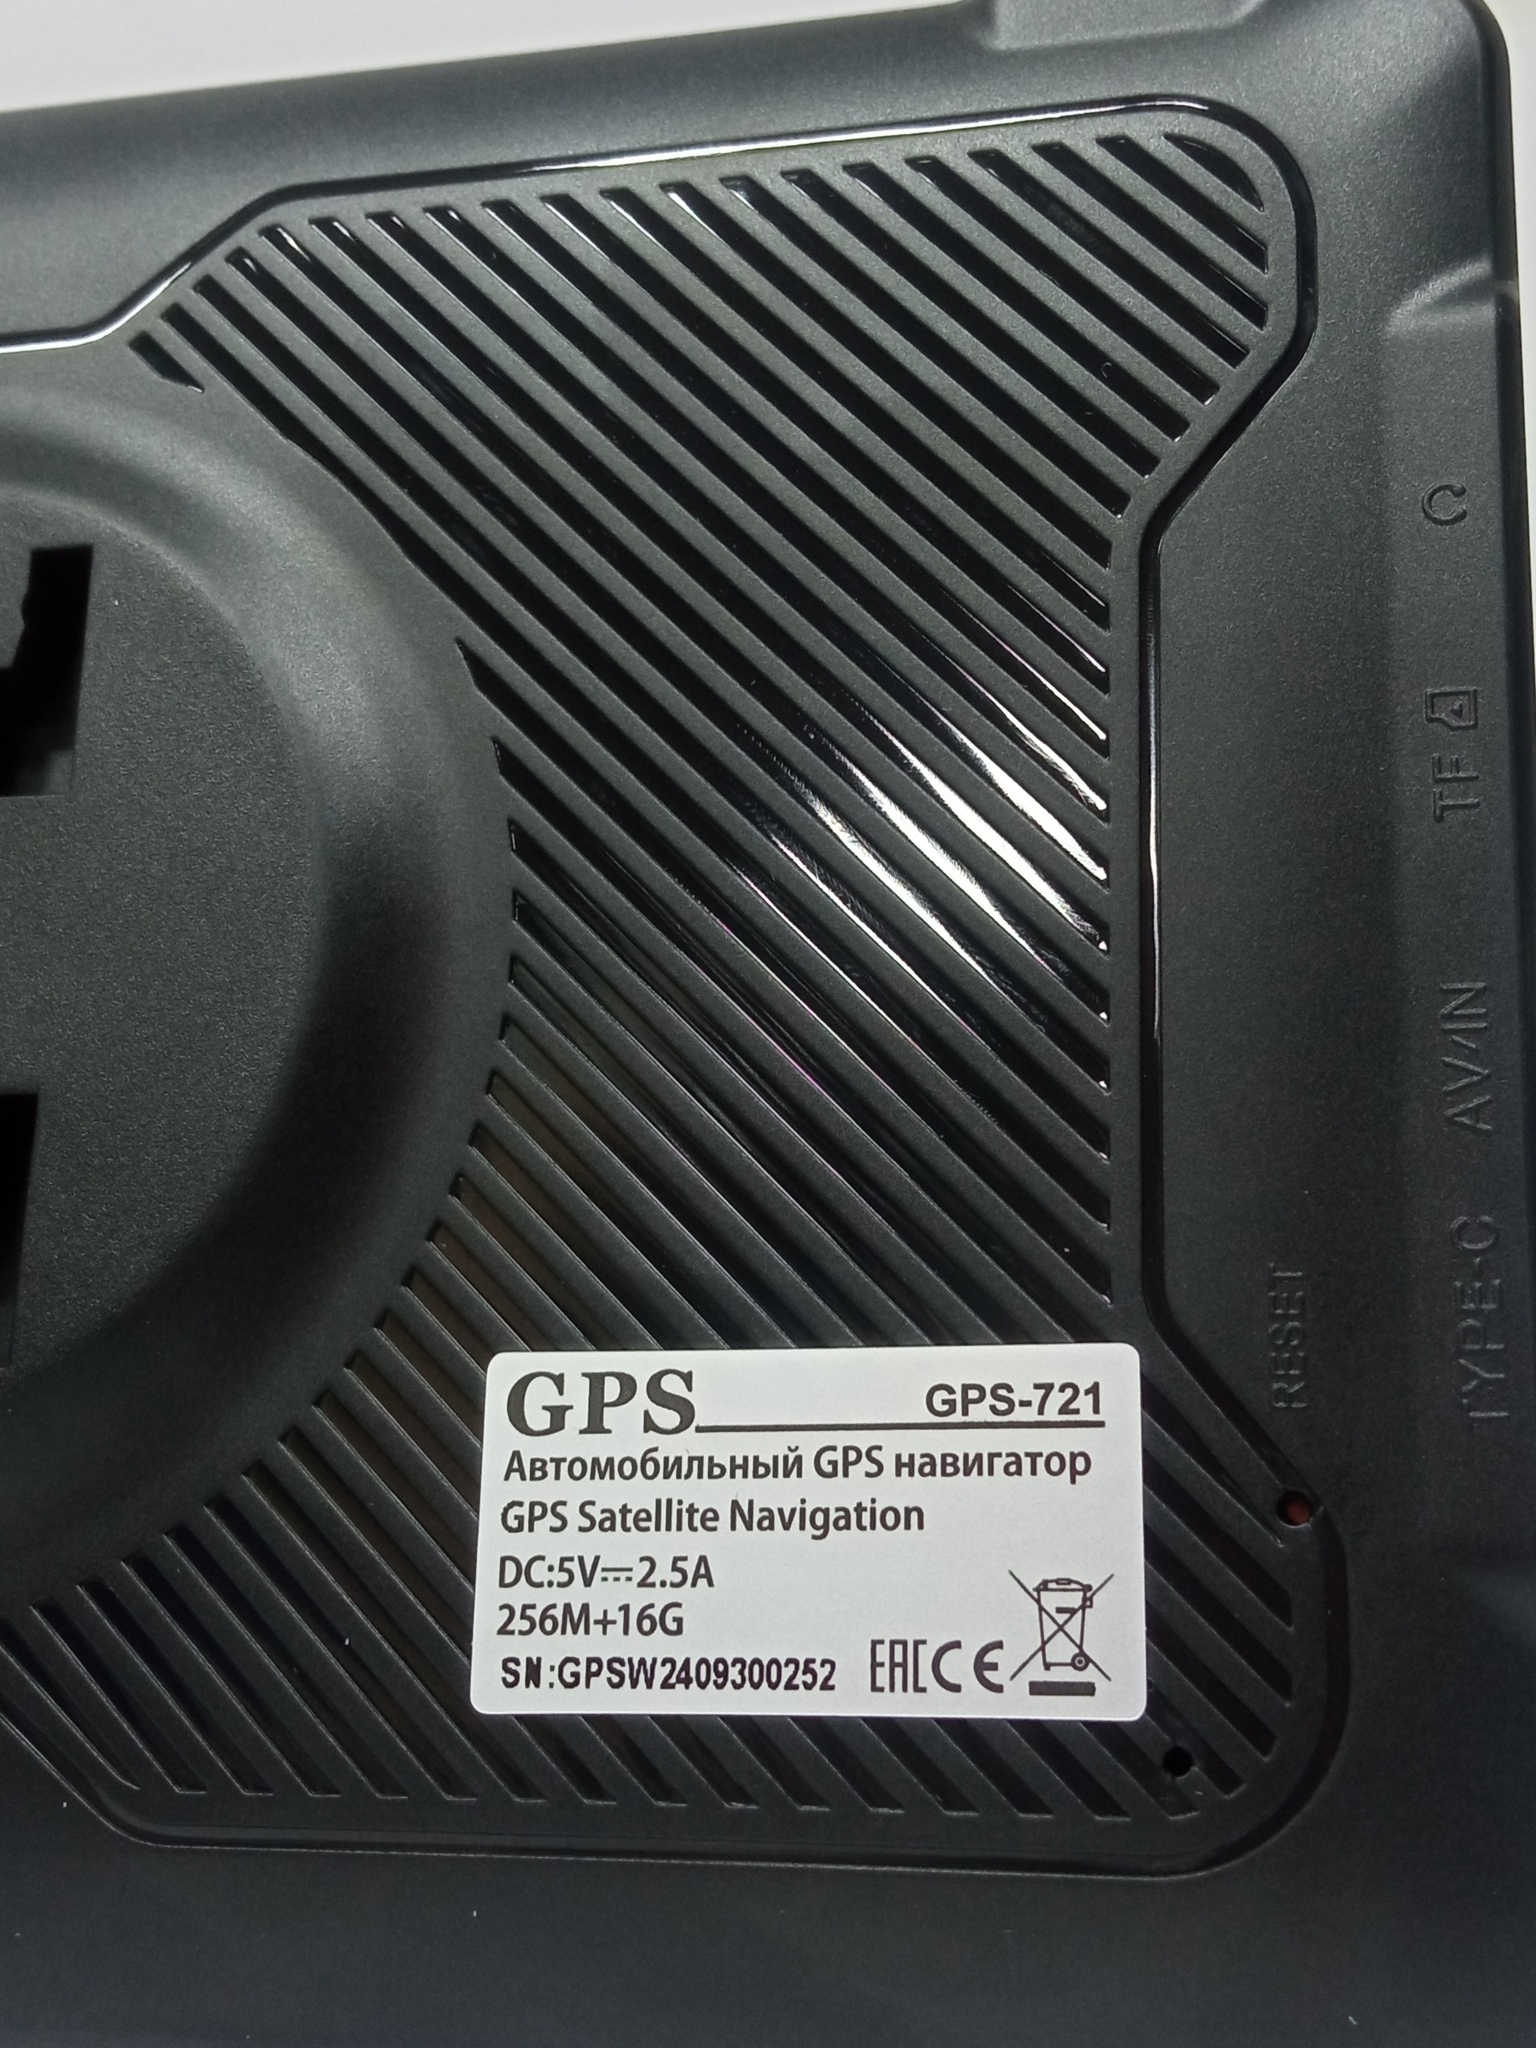 GPS GPS-721
Автомобильный GPS навигатор
GPS Satellite Navigation
DC:5V⎓2.5A
256M+16G
SN:GPSW2409300252 EAC CE
RESET
TYPE-C AV-IN TF